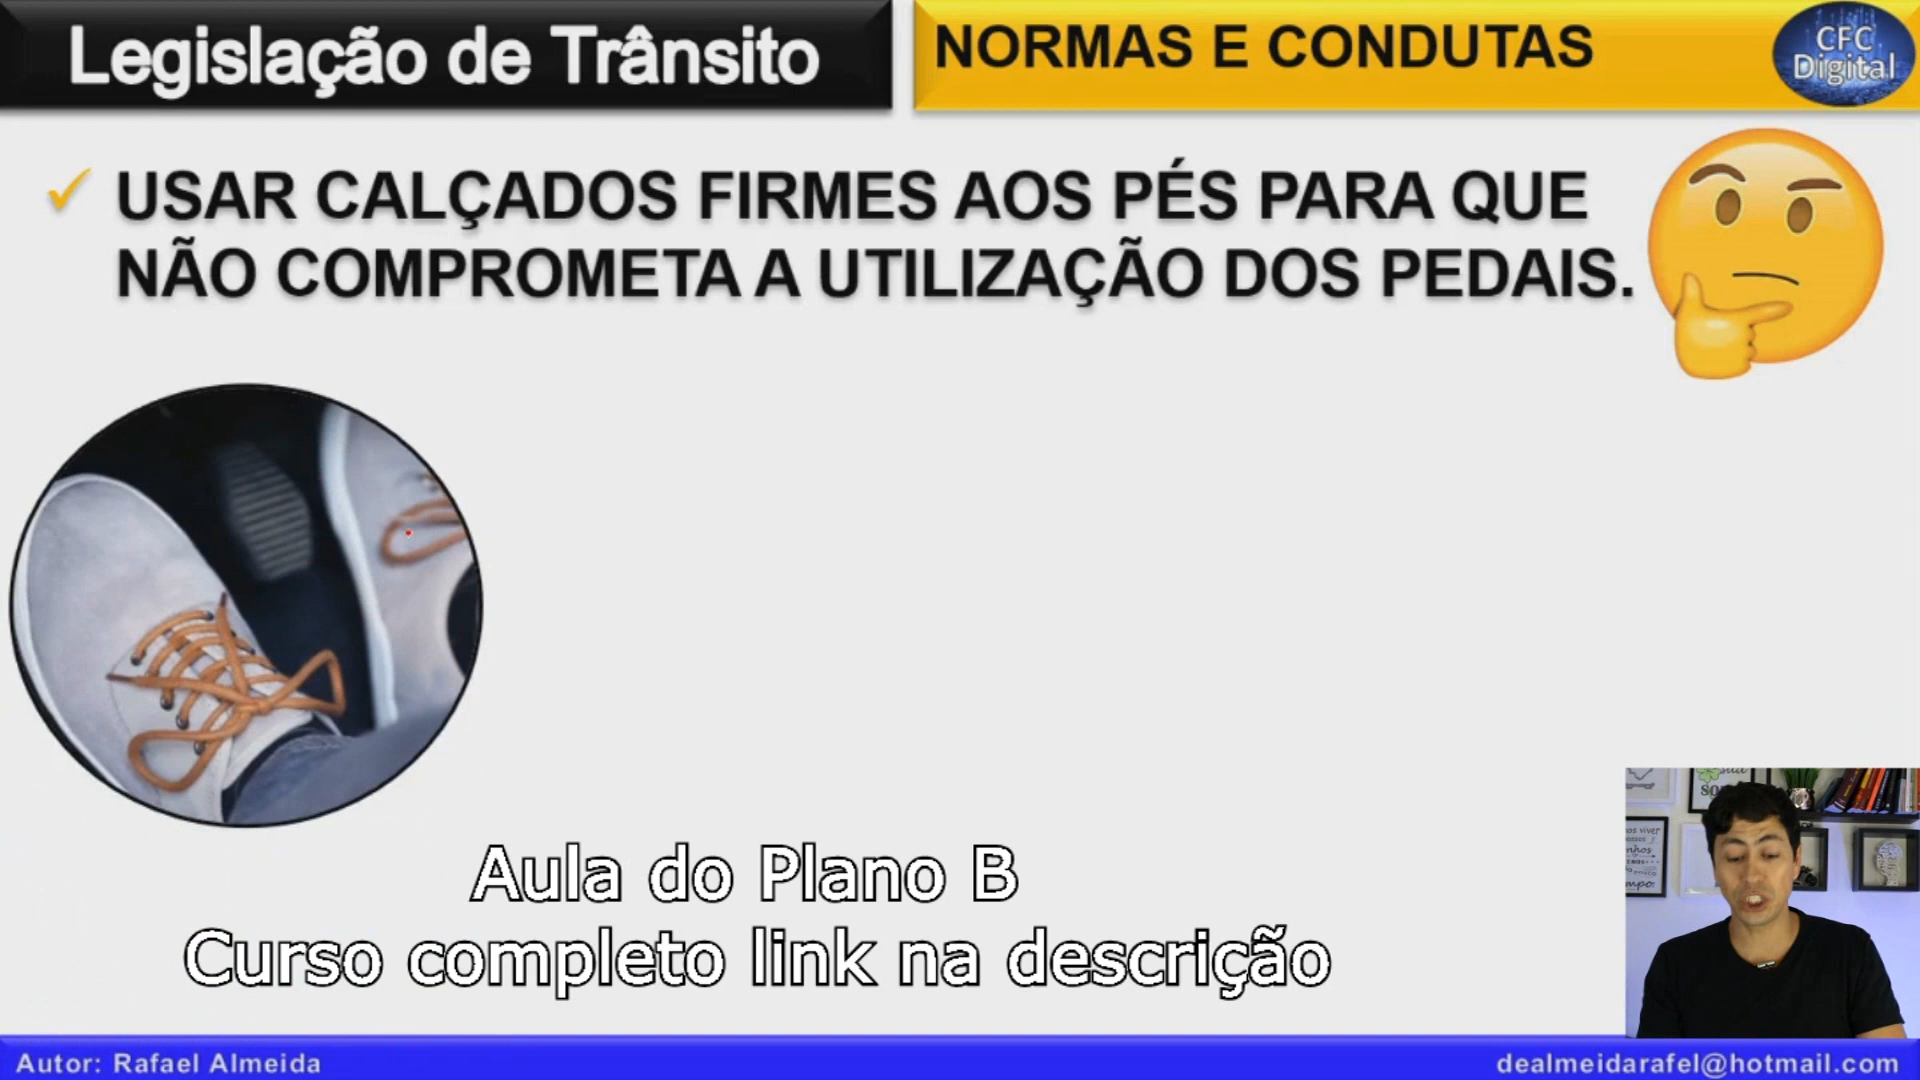 Legislação de Trânsito
NORMAS E CONDUTAS
CFC
Digital
✓ USAR CALÇADOS FIRMES AOS PÉS PARA QUE
NÃO COMPROMETA A UTILIZAÇÃO DOS PEDAIS.
Aula do Plano B
Curso completo link na descrição
Autor: Rafael Almeida
dealmeidarafel@hotmail.com